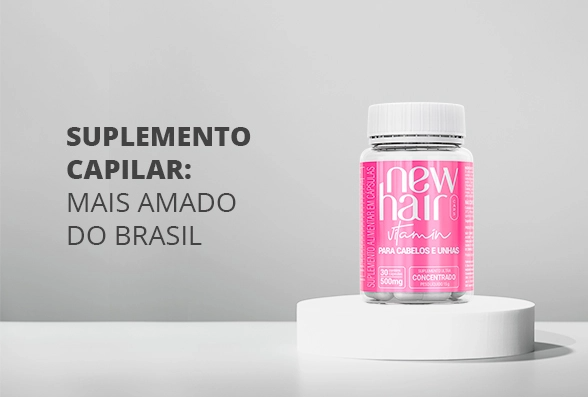 SUPLEMENTO
CAPILAR:
MAIS AMADO
DO BRASIL
new
hair
vitamin
PARA CABELOS E UNHAS
SUPLEMENTO ALIMENTAR EM CÁPSULAS
30
500mg
CONCENTRADO